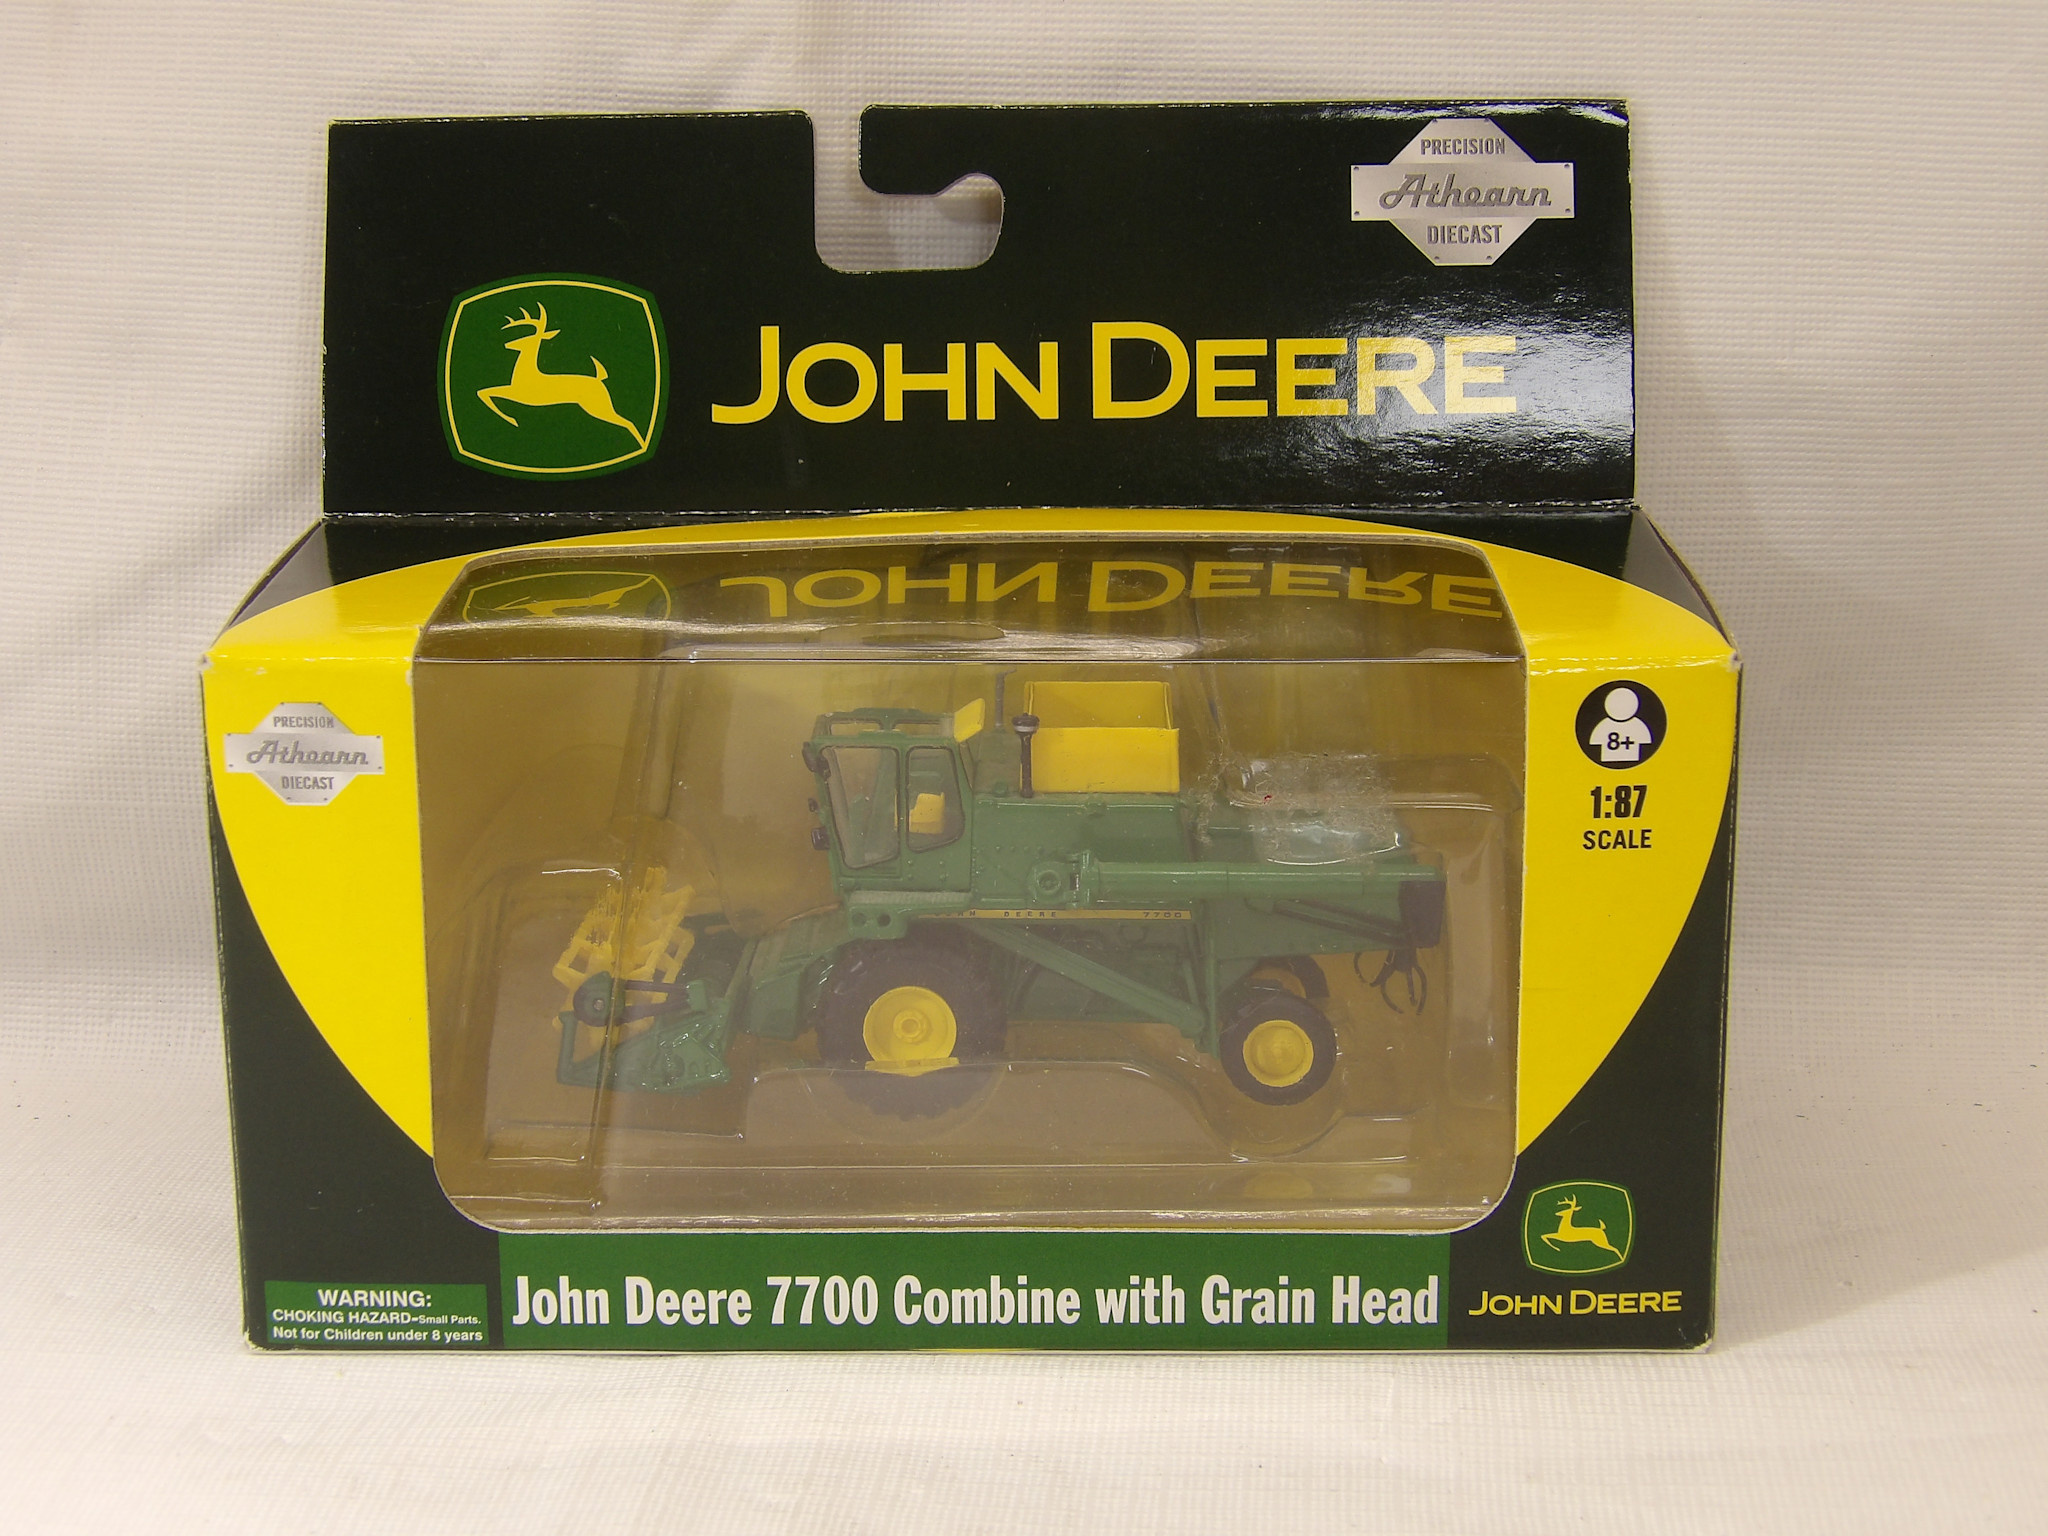 PRECISION
Athearn
DIECAST
JOHN DEERE
JOHN DEERE
PRECISION
Athearn
DIECAST
8+
1:87
SCALE
DEERE
7700
WARNING:
CHOKING HAZARD-Small Parts.
Not for Children under 8 years
John Deere 7700 Combine with Grain Head
JOHN DEERE